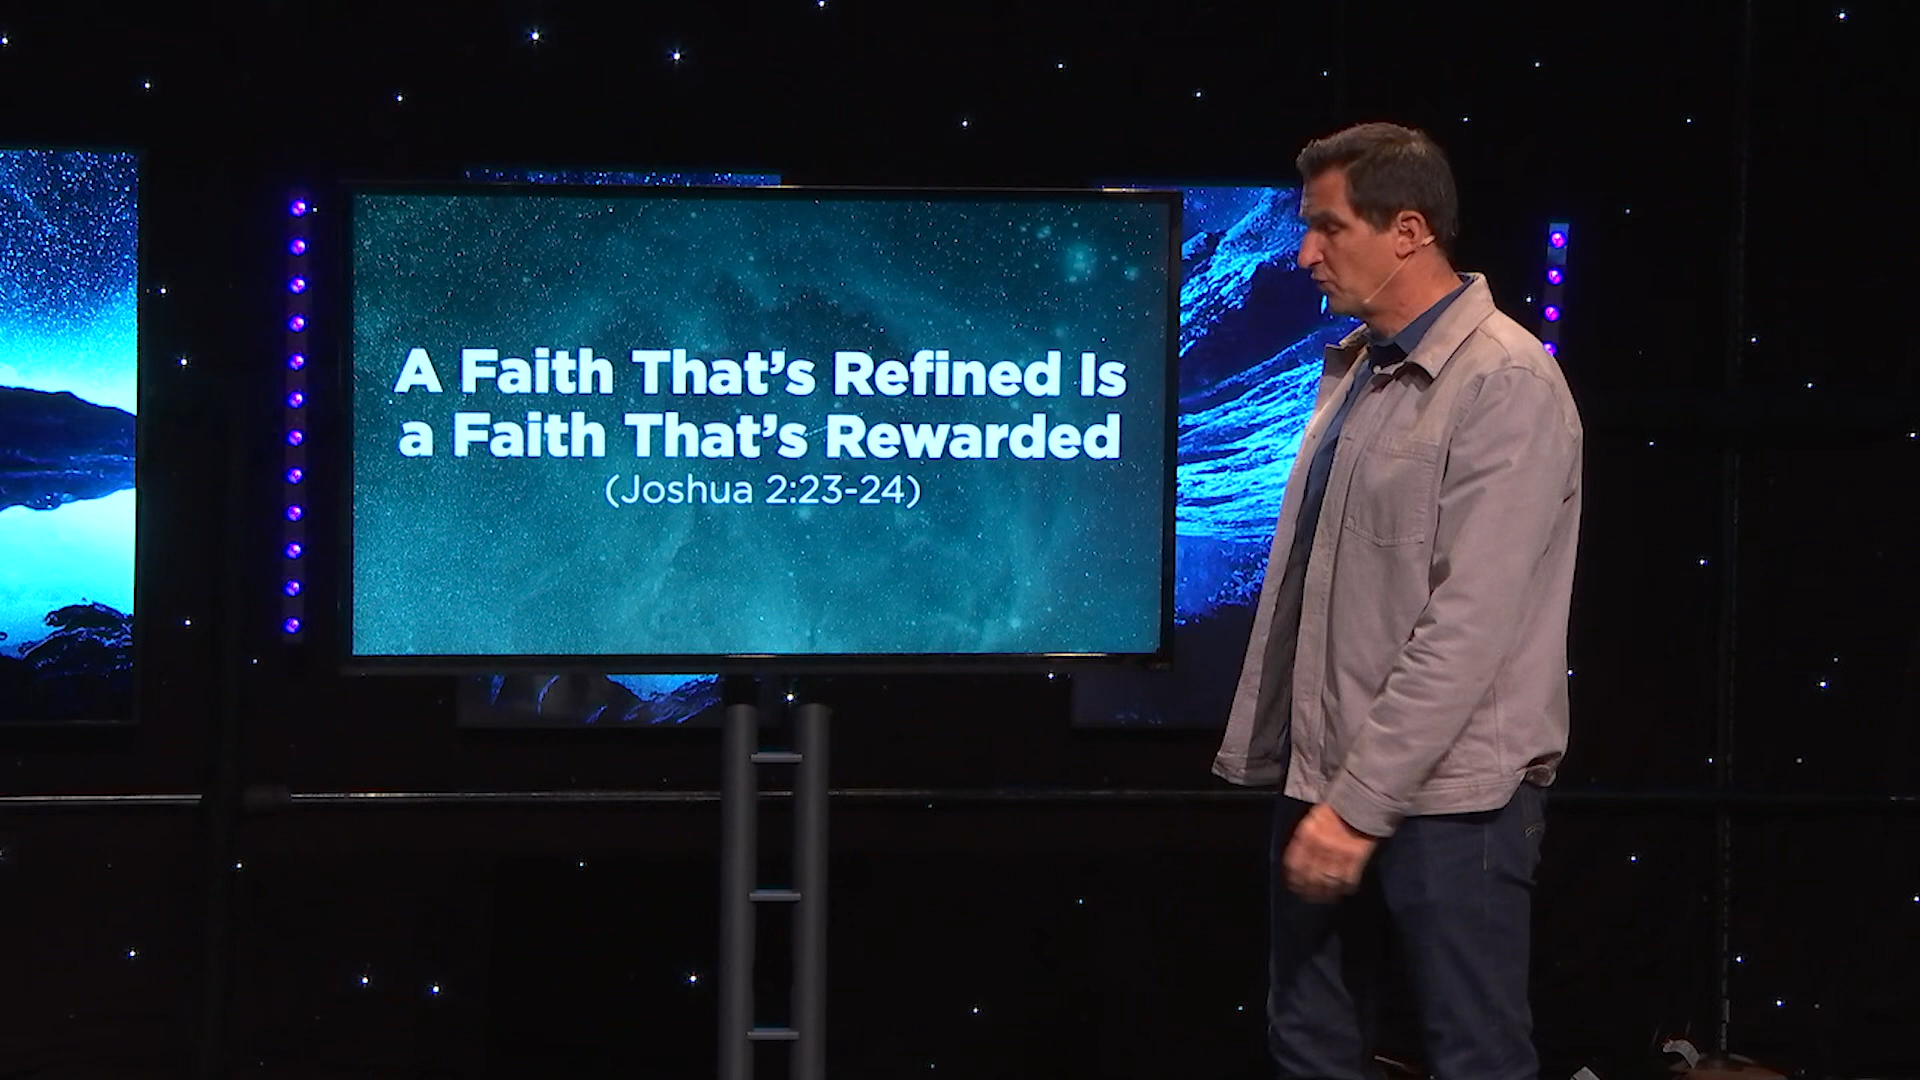 A Faith That’s Refined Is
a Faith That’s Rewarded
(Joshua 2:23-24)